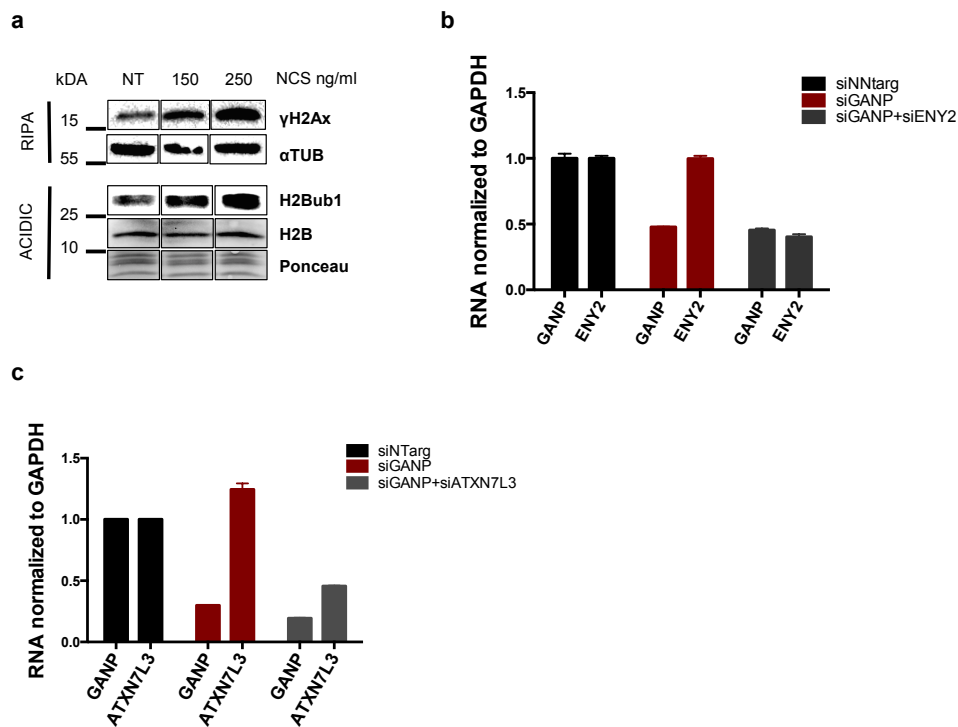 a
kDA NT 150 250 NCS ng/ml
RIPA
15 γH2Ax
55 αTUB
ACIDIC
H2Bub1
25
H2
10
Ponceau
b
RNA normalized to GAPDH
1.5
1.0
0.5
0.0
GANP ENY2 GANP ENY2 GANP ENY2
siNNtarg
siGANP
siGANP+siENY2
c
RNA normalized to GAPDH
1.5
1.0
0.5
0.0
GANP ATXN7L3 GANP ATXN7L3 GANP ATXN7L3
siNTarg
siGANP
siGANP+siATXN7L3